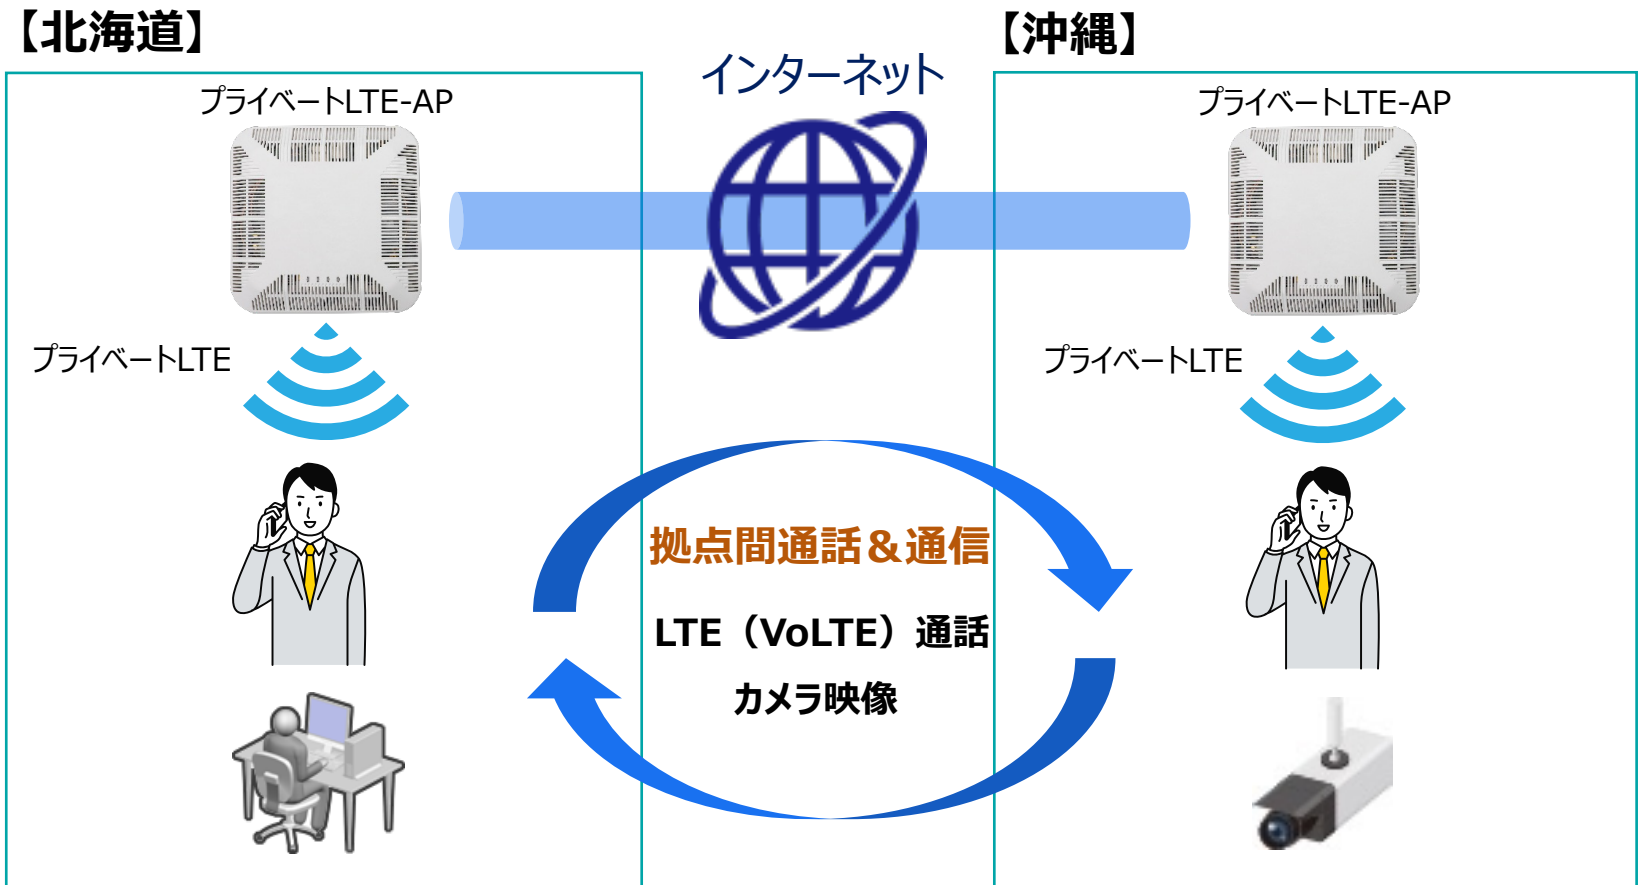 【北海道】
【沖縄】
インターネット
プライベートLTE-AP
プライベートLTE-AP
プライベートLTE
プライベートLTE
拠点間通話＆通信
LTE（VoLTE）通話
カメラ映像